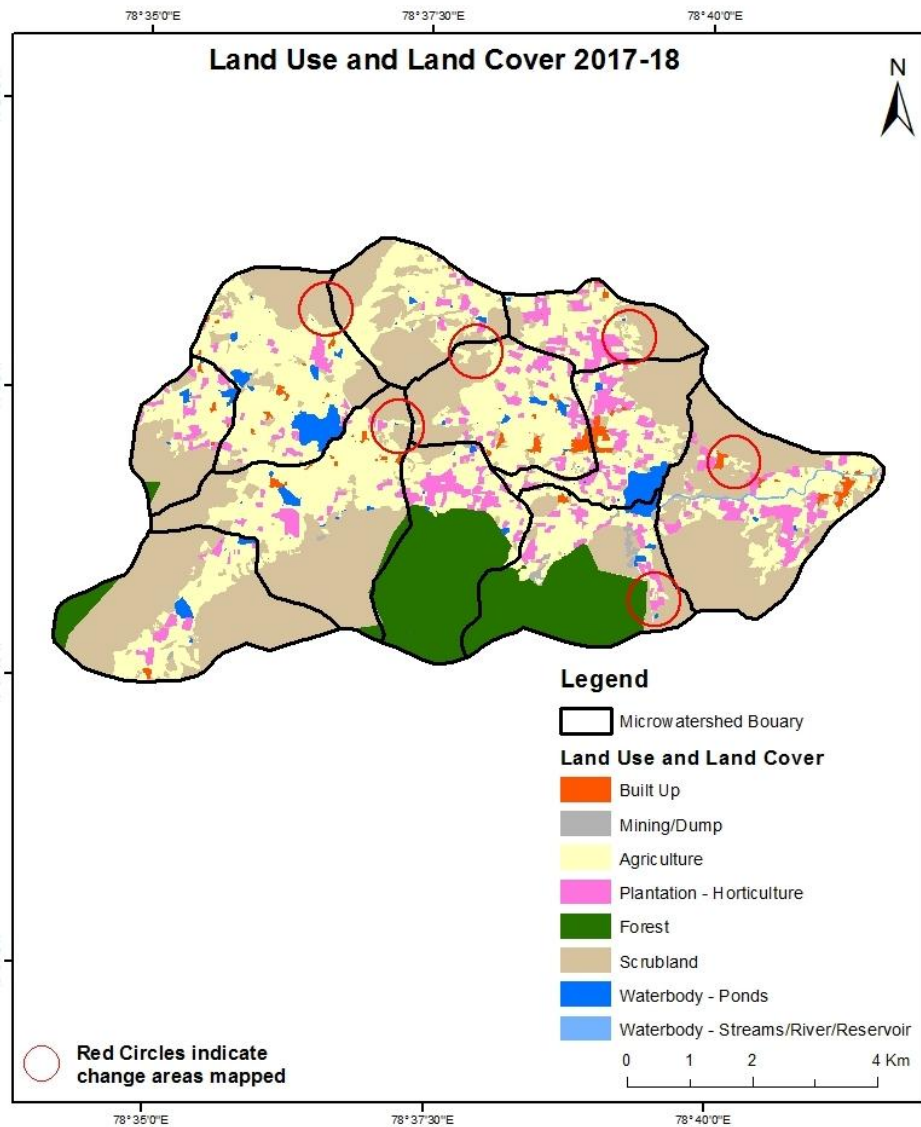 78°35'0"E 78°37'30"E 78°40'0"E
Land Use and Land Cover 2017-18
N
Legend
Microwatershed Bouary
Land Use and Land Cover
Built Up
Mining/Dump
Agriculture
Plantation - Horticulture
Forest
Scrubland
Waterbody - Ponds
Waterbody - Streams/River/Reservoir
0 1 2 4 Km
Red Circles indicate
change areas mapped
78°35'0"E 78°37'30"E 78°40'0"E